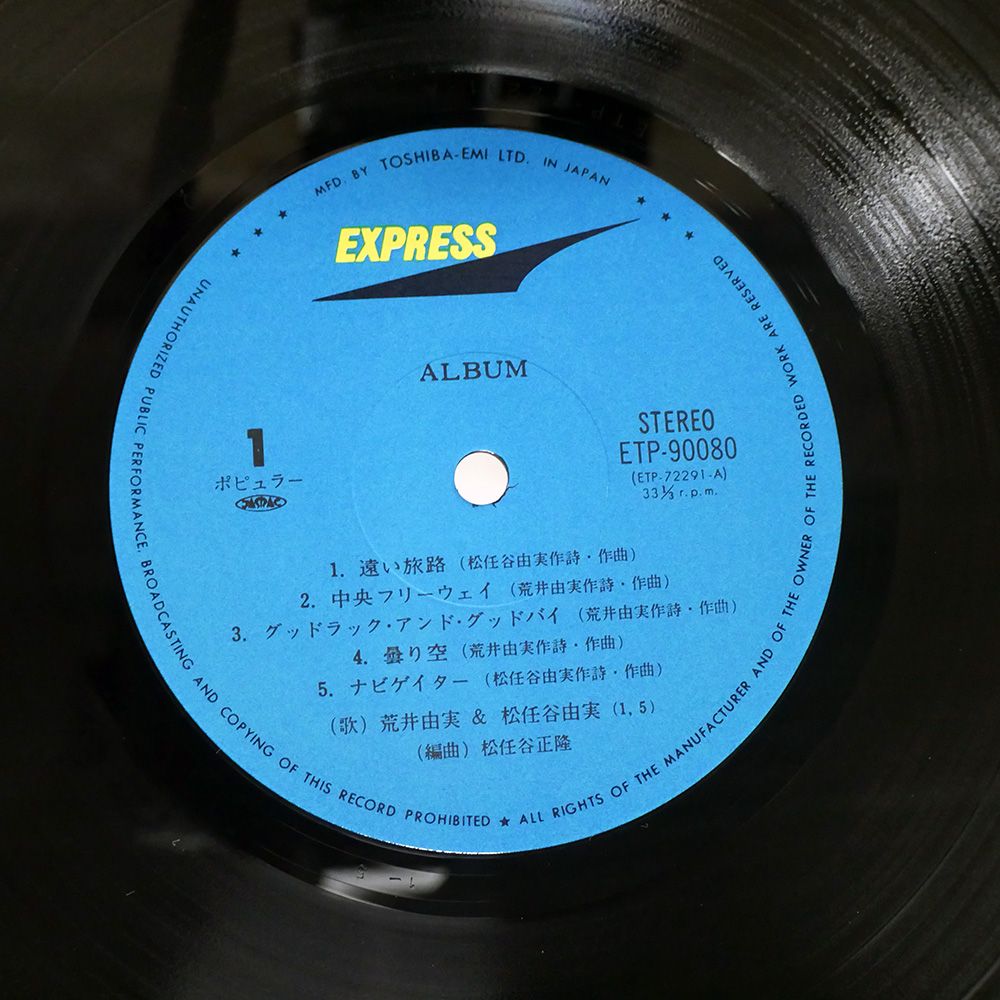 MFD. BY TOSHIBA-EMI LTD. IN JAPAN
EXPRESS
ALBUM
1
ポピュラー
JASRAC
STEREO
ETP-90080
(ETP-72291-A)
33⅓ r.p.m.
1. 遠い旅路 (松任谷由実作詩・作曲)
2. 中央フリーウェイ (荒井由実作詩・作曲)
3. グッドラック・アンド・グッドバイ (荒井由実作詩・作曲)
4. 曇り空 (荒井由実作詩・作曲)
5. ナビゲイター (松任谷由実作詩・作曲)
(歌) 荒井由実 & 松任谷由実 (1, 5)
(編曲) 松任谷正隆
UNAUTHORIZED PUBLIC PERFORMANCE, BROADCASTING AND COPYING OF THIS RECORD PROHIBITED ★ ALL RIGHTS OF THE MANUFACTURER AND OF THE OWNER OF THE RECORDED WORK ARE RESERVED